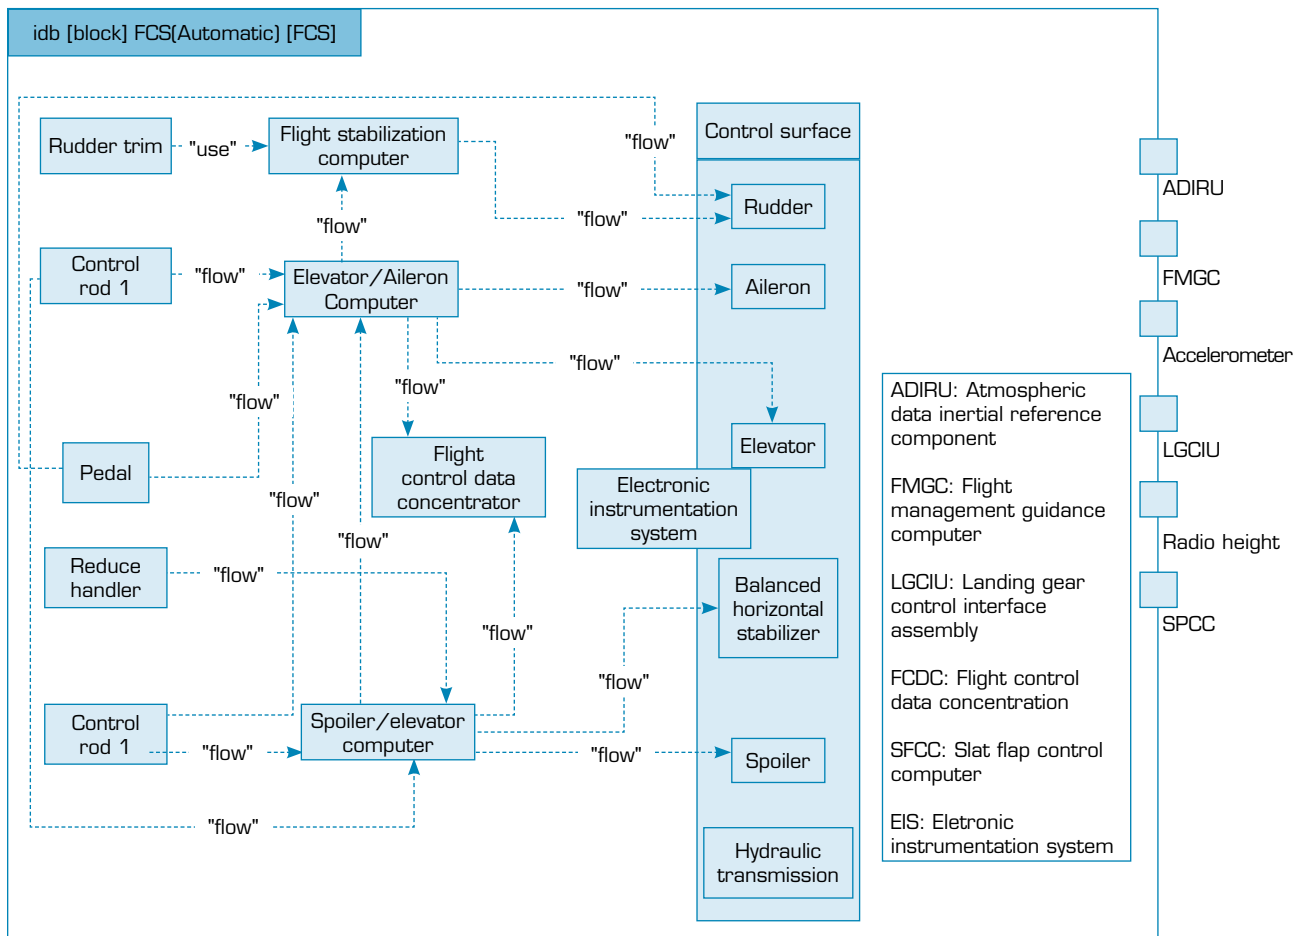 idb [block] FCS(Automatic) [FCS]
Rudder trim
"use"
Flight stabilization
computer
"flow"
Control surface
"flow"
"flow"
Rudder
Control
rod 1
"flow"
Elevator/Aileron
Computer
"flow"
Aileron
"flow"
"flow"
"flow"
Pedal
Flight
control data
concentrator
Elevator
Electronic
instrumentation
system
"flow"
"flow"
Reduce
handler
"flow"
Balanced
horizontal
stabilizer
"flow"
"flow"
Control
rod 1
"flow"
Spoiler/elevator
computer
"flow"
Spoiler
"flow"
Hydraulic
transmission
ADIRU: Atmospheric
data inertial reference
component
FMGC: Flight
management guidance
computer
LGCIU: Landing gear
control interface
assembly
FCDC: Flight control
data concentration
SFCC: Slat flap control
computer
EIS: Eletronic
instrumentation system
ADIRU
FMGC
Accelerometer
LGCIU
Radio height
SPCC